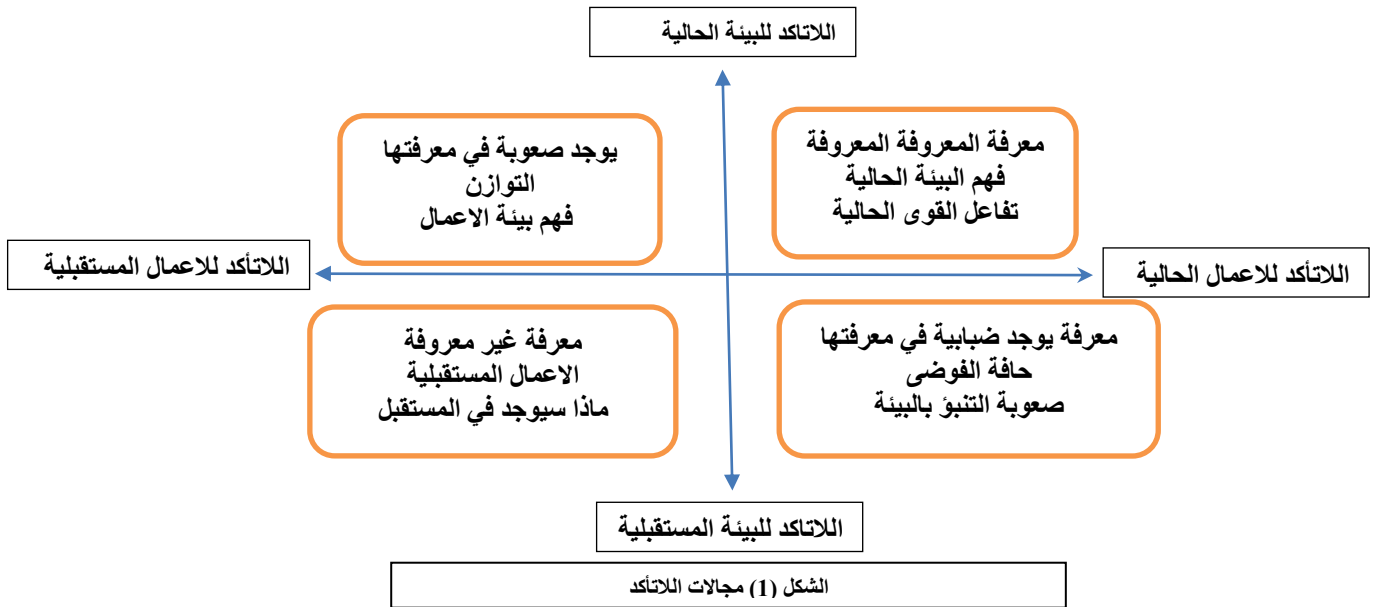 اللاتاكد للبيئة الحالية
معرفة المعروفة المعروفة
فهم البيئة الحالية
تفاعل القوى الحالية
يوجد صعوبة في معرفتها
التوازن
فهم بيئة الاعمال
اللاتأكد للاعمال الحالية
اللاتأكد للاعمال المستقبلية
معرفة يوجد ضبابية في معرفتها
حافة الفوضى
صعوبة التنبؤ بالبيئة
معرفة غير معروفة
الاعمال المستقبلية
ماذا سيوجد في المستقبل
اللاتاكد للبيئة المستقبلية
الشكل (1) مجالات اللاتأكد